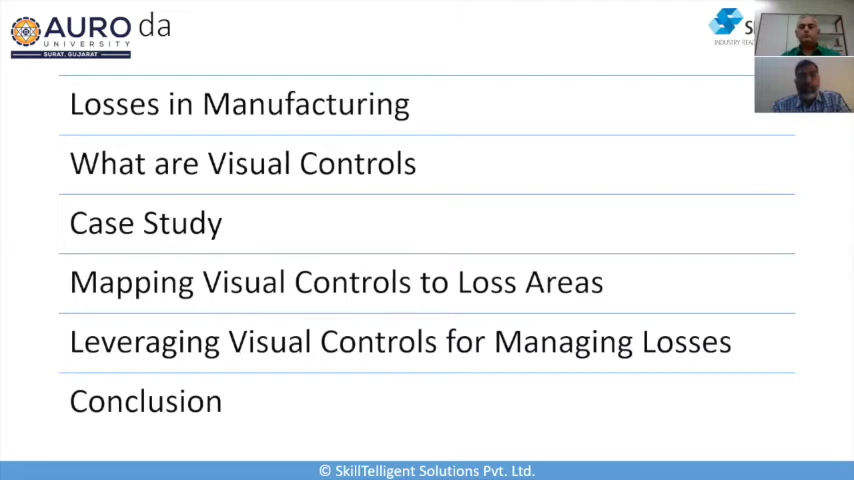 AURO da
UNIVERSITY
SURAT, GUJARAT
INDUSTRY
Losses in Manufacturing
What are Visual Controls
Case Study
Mapping Visual Controls to Loss Areas
Leveraging Visual Controls for Managing Losses
Conclusion
© SkillTelligent Solutions Pvt. Ltd.